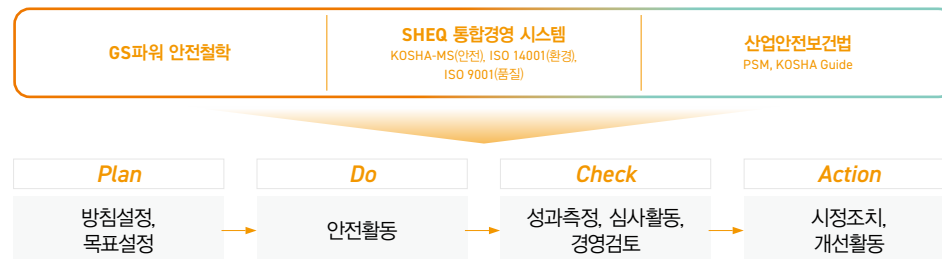 GS파워 안전철학
SHEQ 통합경영 시스템
KOSHA-MS(안전), ISO 14001(환경),
ISO 9001(품질)
산업안전보건법
PSM, KOSHA Guide
Plan
Do
Check
Action
방침설정,
목표설정
안전활동
성과측정, 심사활동,
경영검토
시정조치,
개선활동